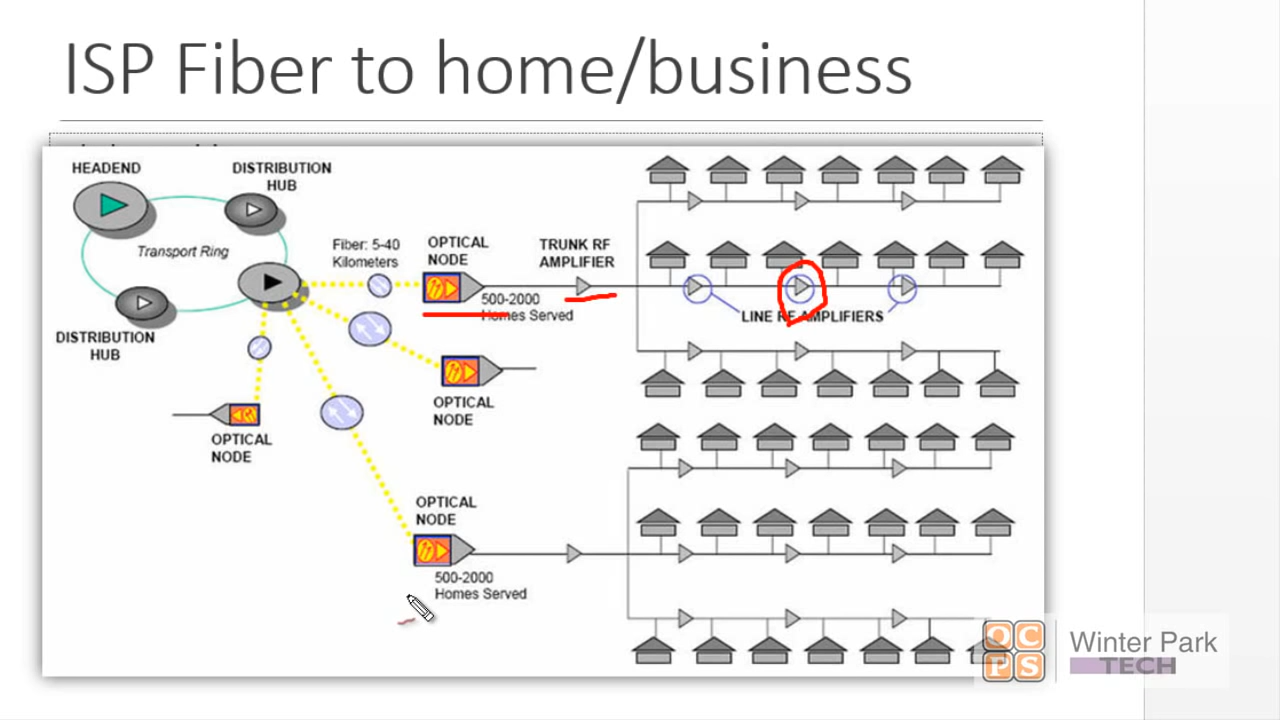 ISP Fiber to home/business
HEADEND
DISTRIBUTION
HUB
Transport Ring
Fiber: 5-40
Kilometers
OPTICAL
NODE
TRUNK RF
AMPLIFIER
500-2000
Homes Served
LINE RF AMPLIFIERS
DISTRIBUTION
HUB
OPTICAL
NODE
OPTICAL
NODE
OPTICAL
NODE
500-2000
Homes Served
OC
PS
Winter Park
TECH